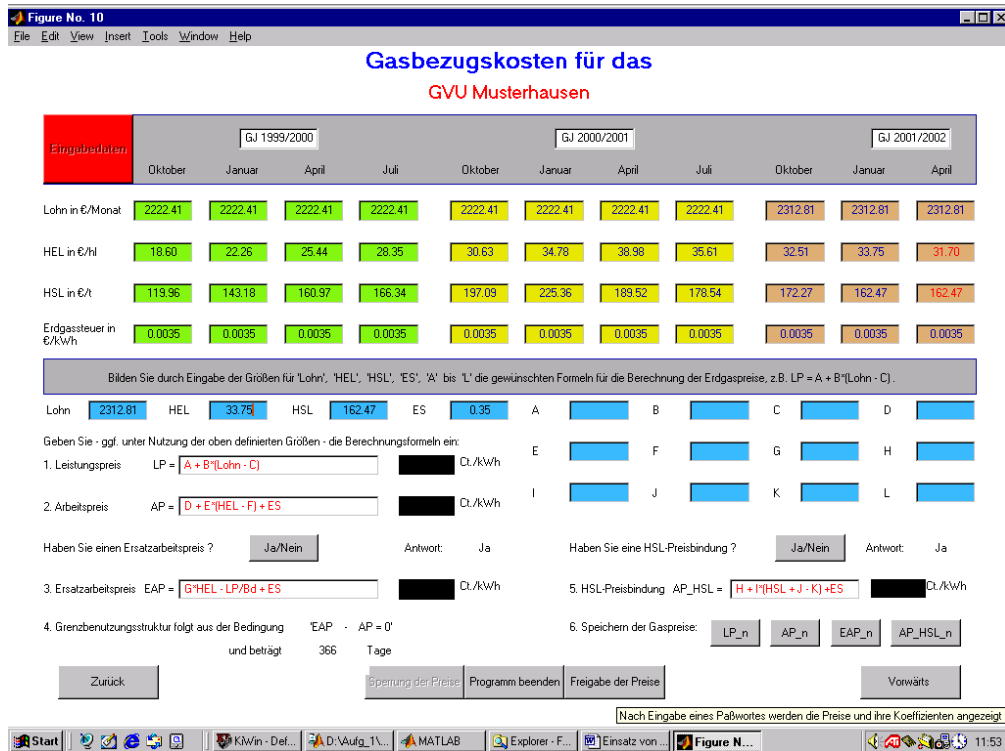 Figure No. 10
File Edit View Insert Tools Window Help
Gasbezugskosten für das
GVU Musterhausen
Eingabedaten
GJ 1999/2000 GJ 2000/2001 GJ 2001/2002
Oktober Januar April Juli Oktober Januar April Juli Oktober Januar April
Lohn in €/Monat 2222.41 2222.41 2222.41 2222.41 2222.41 2222.41 2222.41 2222.41 2312.81 2312.81 2312.81
HEL in €/hl 18.60 22.26 25.44 28.35 30.63 34.78 38.98 35.61 32.51 33.75 31.70
HSL in €/t 119.96 143.18 160.97 166.34 197.09 225.36 189.52 178.54 172.27 162.47 162.47
Erdgassteuer in
€/kWh 0.0035 0.0035 0.0035 0.0035 0.0035 0.0035 0.0035 0.0035 0.0035 0.0035 0.0035
Bilden Sie durch Eingabe der Größen für 'Lohn', 'HEL', 'HSL', 'ES', 'A' bis 'L' die gewünschten Formeln für die Berechnung der Erdgaspreise, z.B. LP = A + B*(Lohn - C) .
Lohn 2312.81 HEL 33.75 HSL 162.47 ES 0.35 A B C D
Geben Sie - ggf. unter Nutzung der oben definierten Größen - die Berechnungsformeln ein:
E F G H
1. Leistungspreis LP = A + B*(Lohn - C) Ct./kWh
I J K L
2. Arbeitspreis AP = D + E*(HEL - F) + ES Ct./kWh
Haben Sie einen Ersatzarbeitspreis ? Ja/Nein Antwort: Ja Haben Sie eine HSL-Preisbindung ? Ja/Nein Antwort: Ja
3. Ersatzarbeitspreis EAP = G*HEL - LP/Bd + ES Ct./kWh 5. HSL-Preisbindung AP_HSL = H + I*(HSL + J - K) +ES Ct./kWh
4. Grenzbenutzungsstruktur folgt aus der Bedingung 'EAP - AP = 0' 6. Speichern der Gaspreise: LP_n AP_n EAP_n AP_HSL_n
und beträgt 366 Tage
Zurück Sperrung der Preise Programm beenden Freigabe der Preise Vorwärts
Nach Eingabe eines Paßwortes werden die Preise und ihre Koeffizienten angezeigt
Start KiWin - Def... D:\Aufg_1\... MATLAB Explorer - F... Einsatz von ... Figure N... 11:53